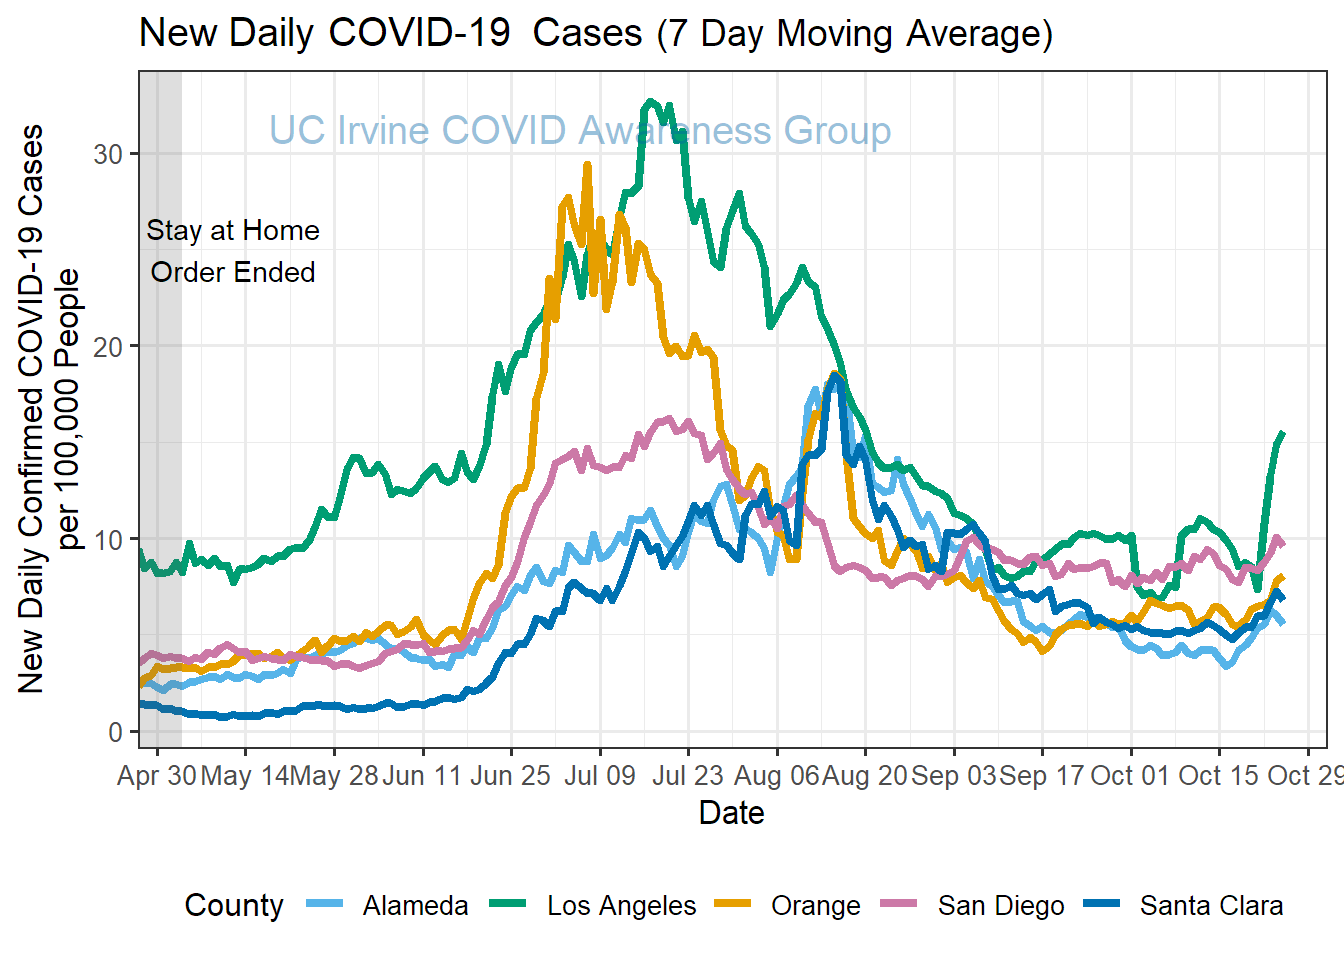 New Daily COVID-19 Cases (7 Day Moving Average)
UC Irvine COVID Awareness Group
Stay at Home
Order Ended
New Daily Confirmed COVID-19 Cases
per 100,000 People
30
20
10
0
Apr 30 May 14 May 28 Jun 11 Jun 25 Jul 09 Jul 23 Aug 06 Aug 20 Sep 03 Sep 17 Oct 01 Oct 15 Oct 29
Date
County Alameda Los Angeles Orange San Diego Santa Clara